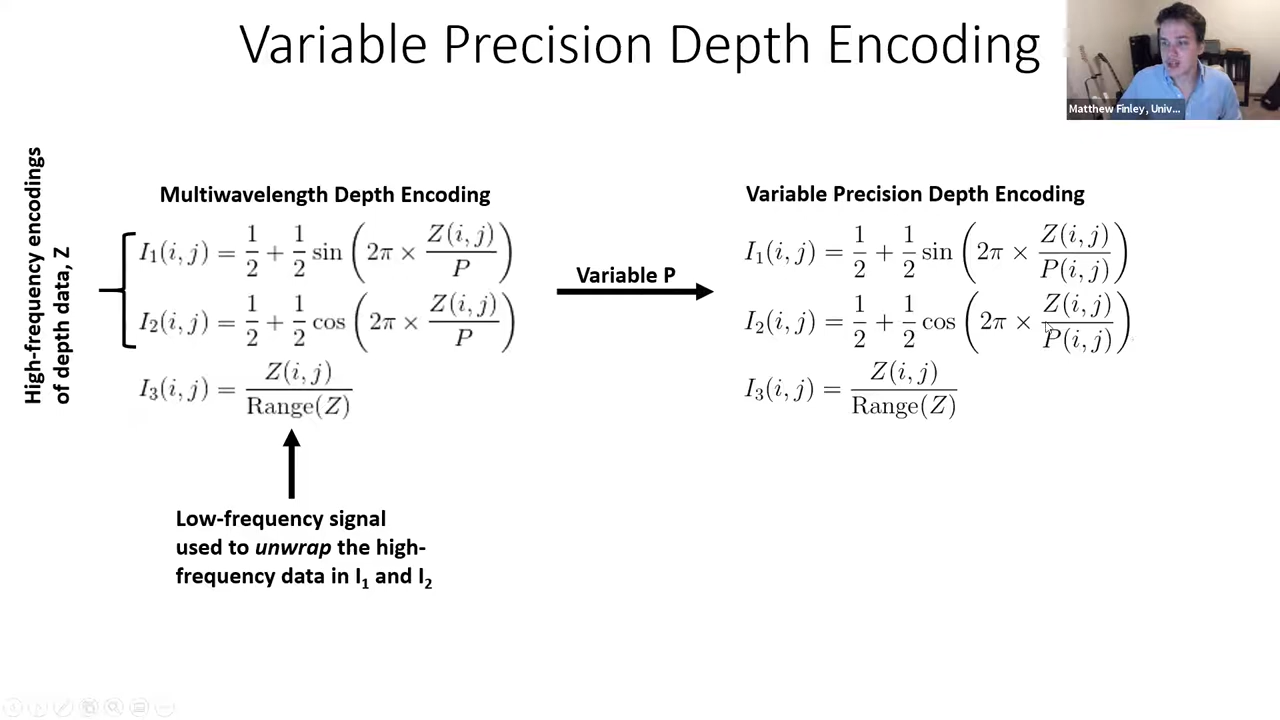 Variable Precision Depth Encoding
Matthew Finley, Univ...
High-frequency encodings
of depth data, Z
Multiwavelength Depth Encoding
I₁(i, j) = 1/2 + 1/2 sin (2π × Z(i, j)/P)
I₂(i, j) = 1/2 + 1/2 cos (2π × Z(i, j)/P)
I₃(i, j) = Z(i, j)/Range(Z)
Low-frequency signal
used to unwrap the high-
frequency data in I₁ and I₂
Variable P
Variable Precision Depth Encoding
I₁(i, j) = 1/2 + 1/2 sin (2π × Z(i, j)/P(i, j))
I₂(i, j) = 1/2 + 1/2 cos (2π × Z(i, j)/P(i, j))
I₃(i, j) = Z(i, j)/Range(Z)